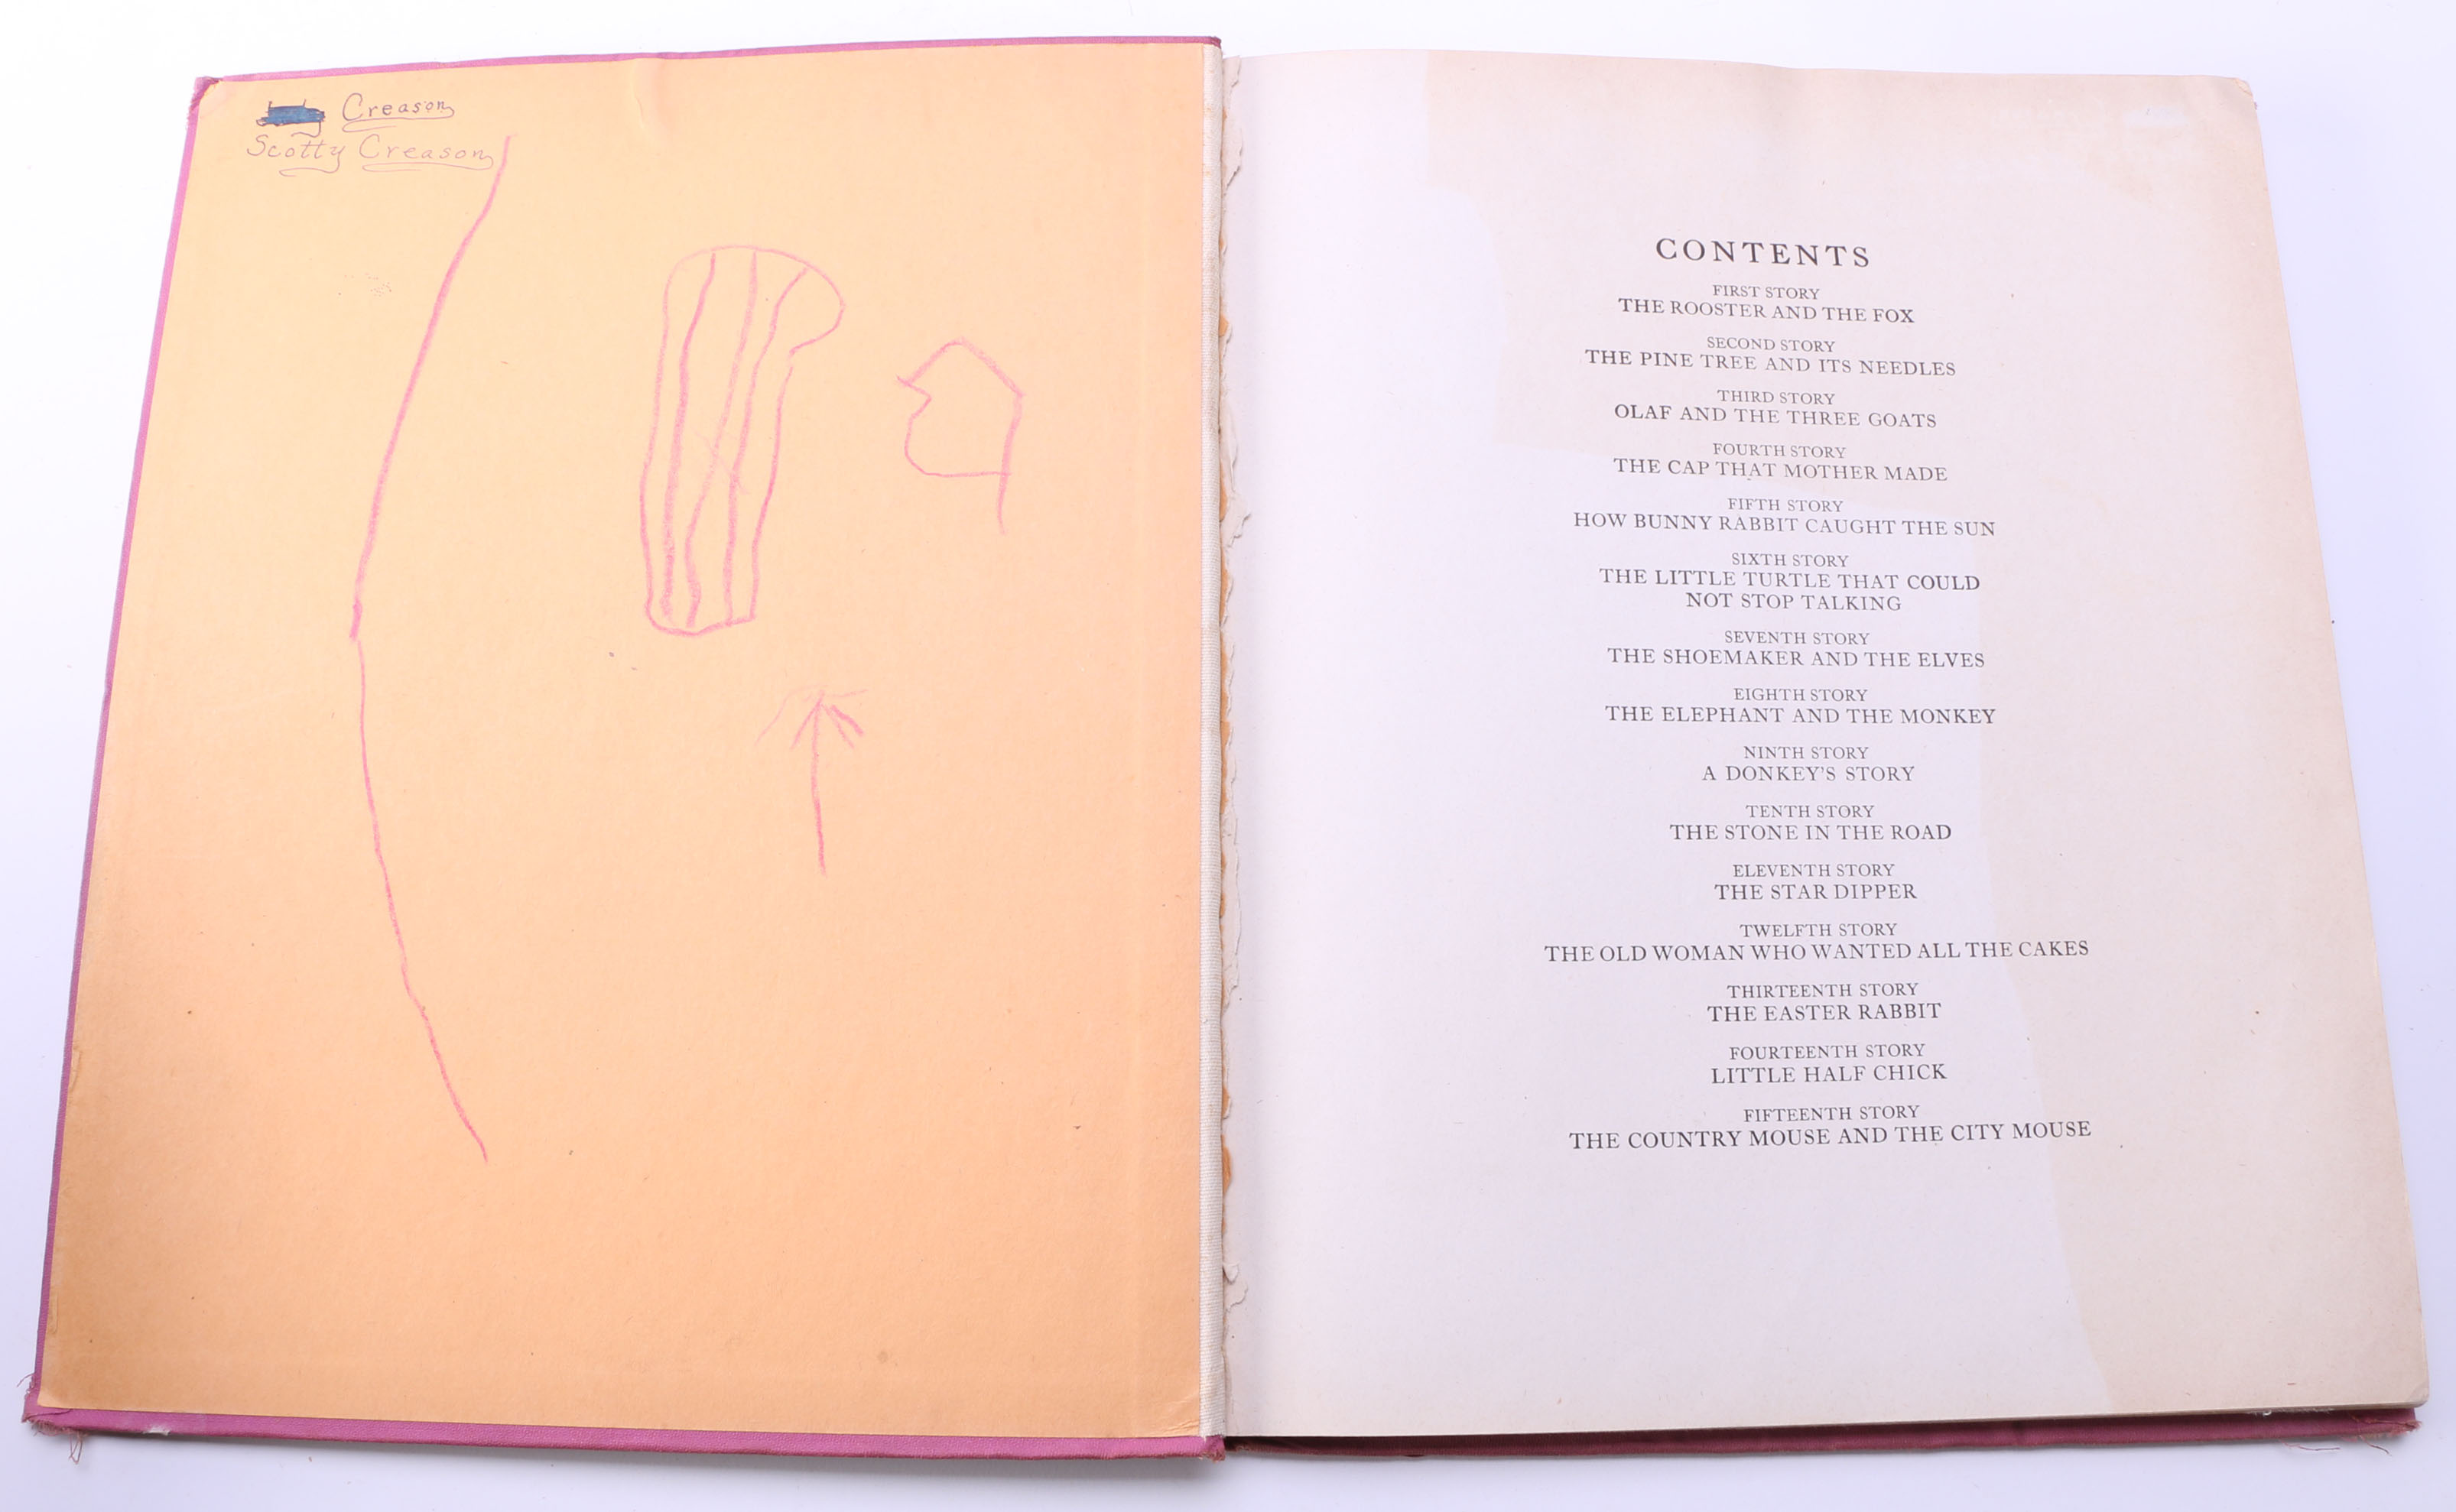 Creason
Scotty Creason
CONTENTS
FIRST STORY
THE ROOSTER AND THE FOX
SECOND STORY
THE PINE TREE AND ITS NEEDLES
THIRD STORY
OLAF AND THE THREE GOATS
FOURTH STORY
THE CAP THAT MOTHER MADE
FIFTH STORY
HOW BUNNY RABBIT CAUGHT THE SUN
SIXTH STORY
THE LITTLE TURTLE THAT COULD
NOT STOP TALKING
SEVENTH STORY
THE SHOEMAKER AND THE ELVES
EIGHTH STORY
THE ELEPHANT AND THE MONKEY
NINTH STORY
A DONKEY'S STORY
TENTH STORY
THE STONE IN THE ROAD
ELEVENTH STORY
THE STAR DIPPER
TWELFTH STORY
THE OLD WOMAN WHO WANTED ALL THE CAKES
THIRTEENTH STORY
THE EASTER RABBIT
FOURTEENTH STORY
LITTLE HALF CHICK
FIFTEENTH STORY
THE COUNTRY MOUSE AND THE CITY MOUSE